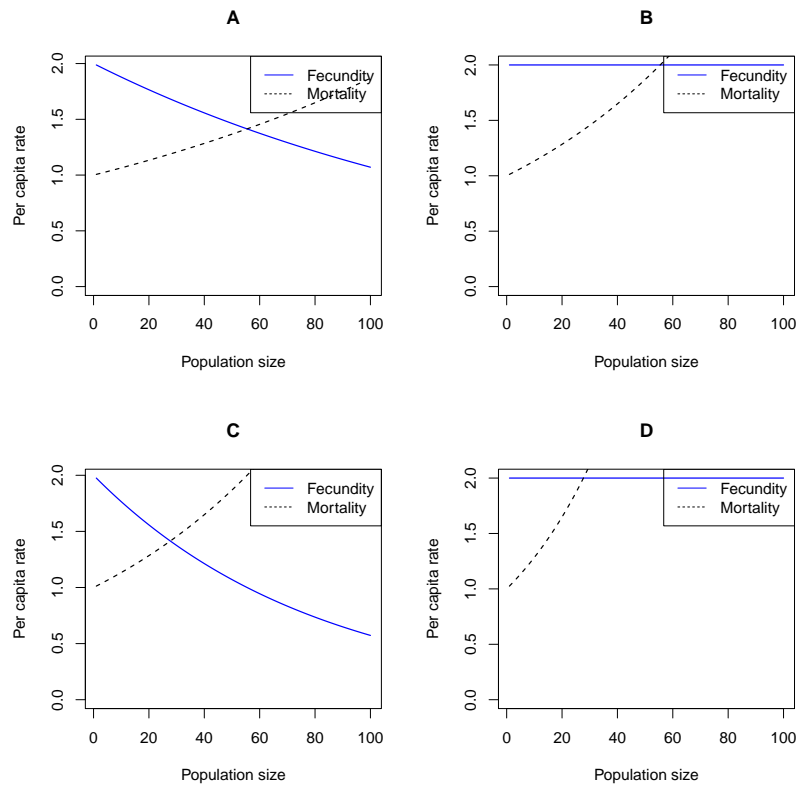 A
Per capita rate
0.0 0.5 1.0 1.5 2.0
Fecundity
Mortality
0 20 40 60 80 100
Population size
B
Per capita rate
0.0 0.5 1.0 1.5 2.0
Fecundity
Mortality
0 20 40 60 80 100
Population size
C
Per capita rate
0.0 0.5 1.0 1.5 2.0
Fecundity
Mortality
0 20 40 60 80 100
Population size
D
Per capita rate
0.0 0.5 1.0 1.5 2.0
Fecundity
Mortality
0 20 40 60 80 100
Population size